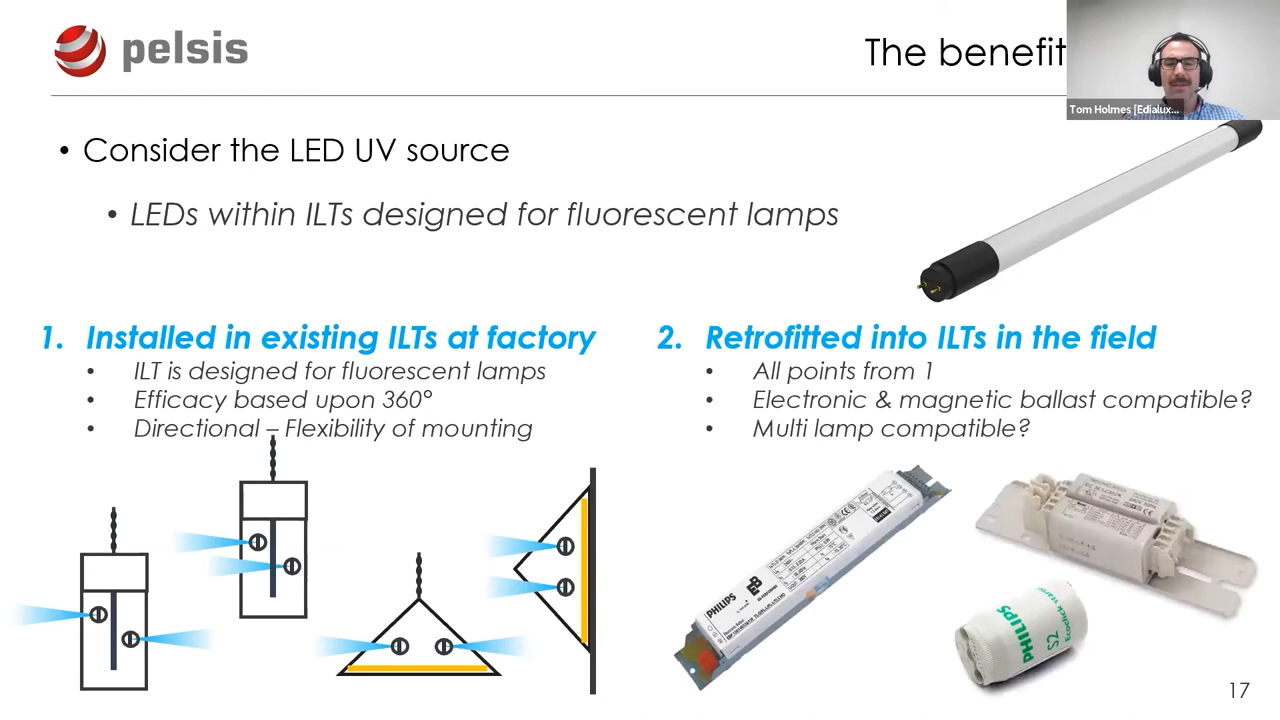 pelsis
The benefit
Tom Holmes [Edialux...
• Consider the LED UV source
• LEDs within ILTs designed for fluorescent lamps
1. Installed in existing ILTs at factory
• ILT is designed for fluorescent lamps
• Efficacy based upon 360°
• Directional – Flexibility of mounting
2. Retrofitted into ILTs in the field
• All points from 1
• Electronic & magnetic ballast compatible?
• Multi lamp compatible?
PHILIPS
PHILIPS
S2
Ecoclick
17